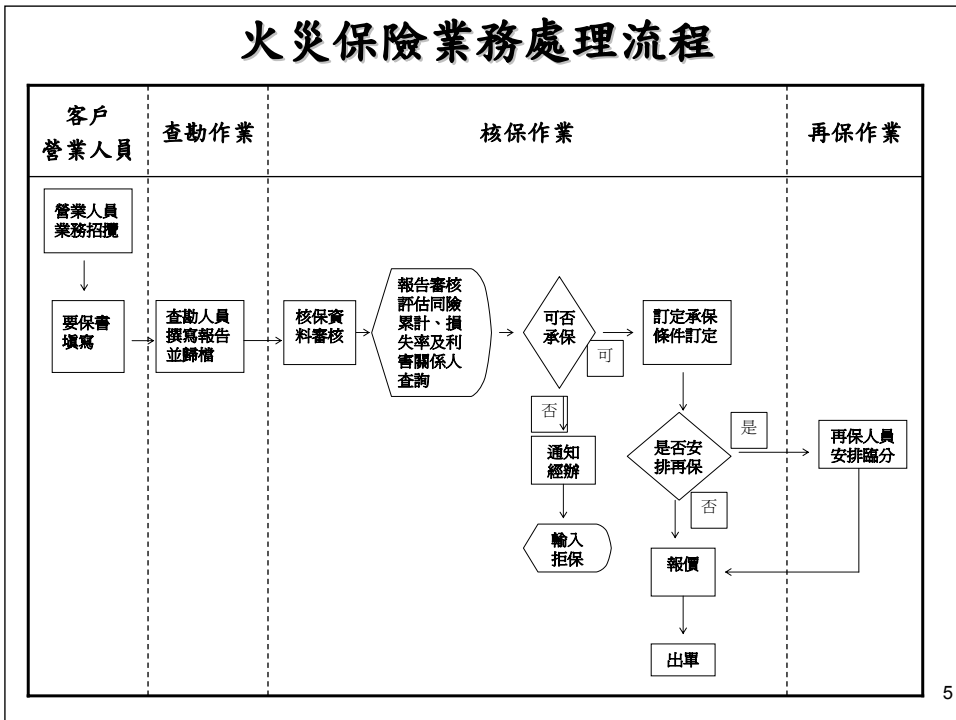 火災保險業務處理流程
客戶
營業人員
查勘作業
核保作業
再保作業
營業人員
業務招攬
要保書
填寫
查勘人員
撰寫報告
並歸檔
核保資
料審核
報告審核
評估同險
累計、損
失率及利
害關係人
查詢
可否
承保
可
訂定承保
條件訂定
否
通知
經辦
輸入
拒保
是否安
排再保
是
再保人員
安排臨分
否
報價
出單
5